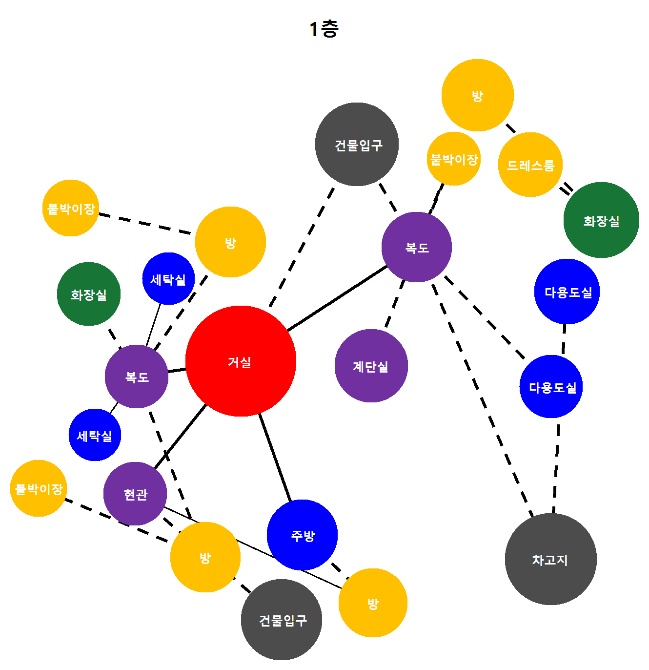 1층
방
건물입구
붙박이장
드레스룸
붙박이장
화장실
방
복도
세탁실
화장실
다용도실
거실
계단실
복도
다용도실
세탁실
붙박이장
현관
주방
방
차고지
방
건물입구